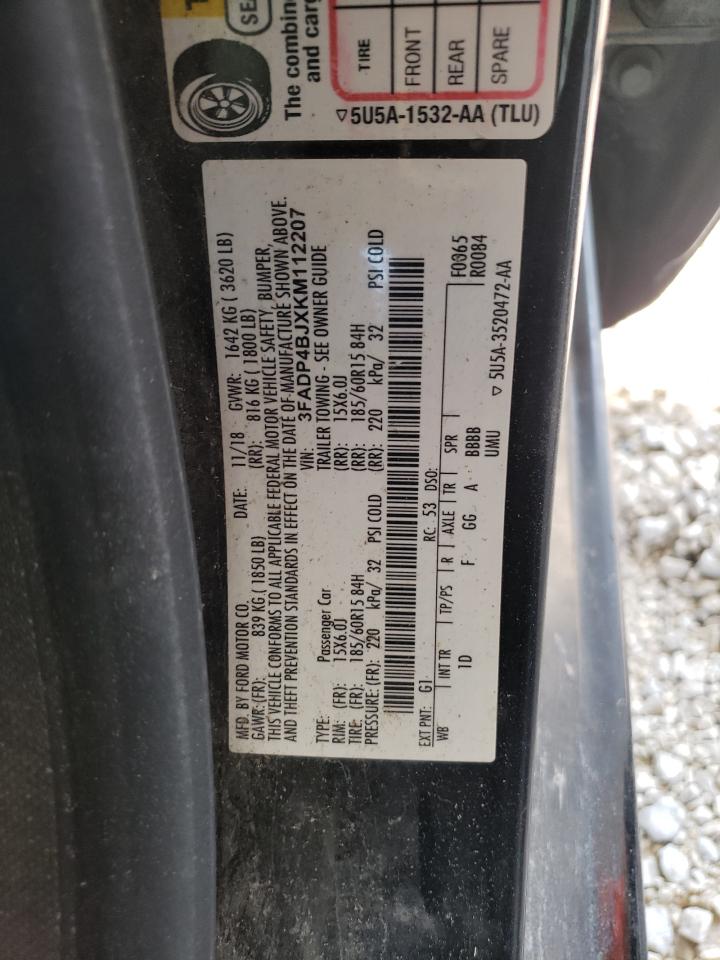 SE
The combin
and carg
TIRE
FRONT
REAR
SPARE
▽5U5A-1532-AA (TLU)
MFD. BY FORD MOTOR CO. DATE: 11/18 GVWR: 1642 KG ( 3620 LB)
GAWR:(FR): 839 KG ( 1850 LB) (RR): 816 KG ( 1800 LB)
THIS VEHICLE CONFORMS TO ALL APPLICABLE FEDERAL MOTOR VEHICLE SAFETY, BUMPER,
AND THEFT PREVENTION STANDARDS IN EFFECT ON THE DATE OF MANUFACTURE SHOWN ABOVE.
VIN: 3FADP4BJXKM112207
TYPE: Passenger Car TRAILER TOWING - SEE OWNER GUIDE
RIM: (FR): 15X6.0J (RR): 15X6.0J
TIRE: (FR): 185/60R15 84H (RR): 185/60R15 84H
PRESSURE:(FR): 220 kPa/ 32 PSI COLD (RR): 220 kPa/ 32 PSI COLD
EXT PNT: G1 RC: 53 DSO: F0065
WB INT TR TP/PS R AXLE TR SPR R0084
1D F GG A BBBB
UMU ▽ 5U5A-3520472-AA